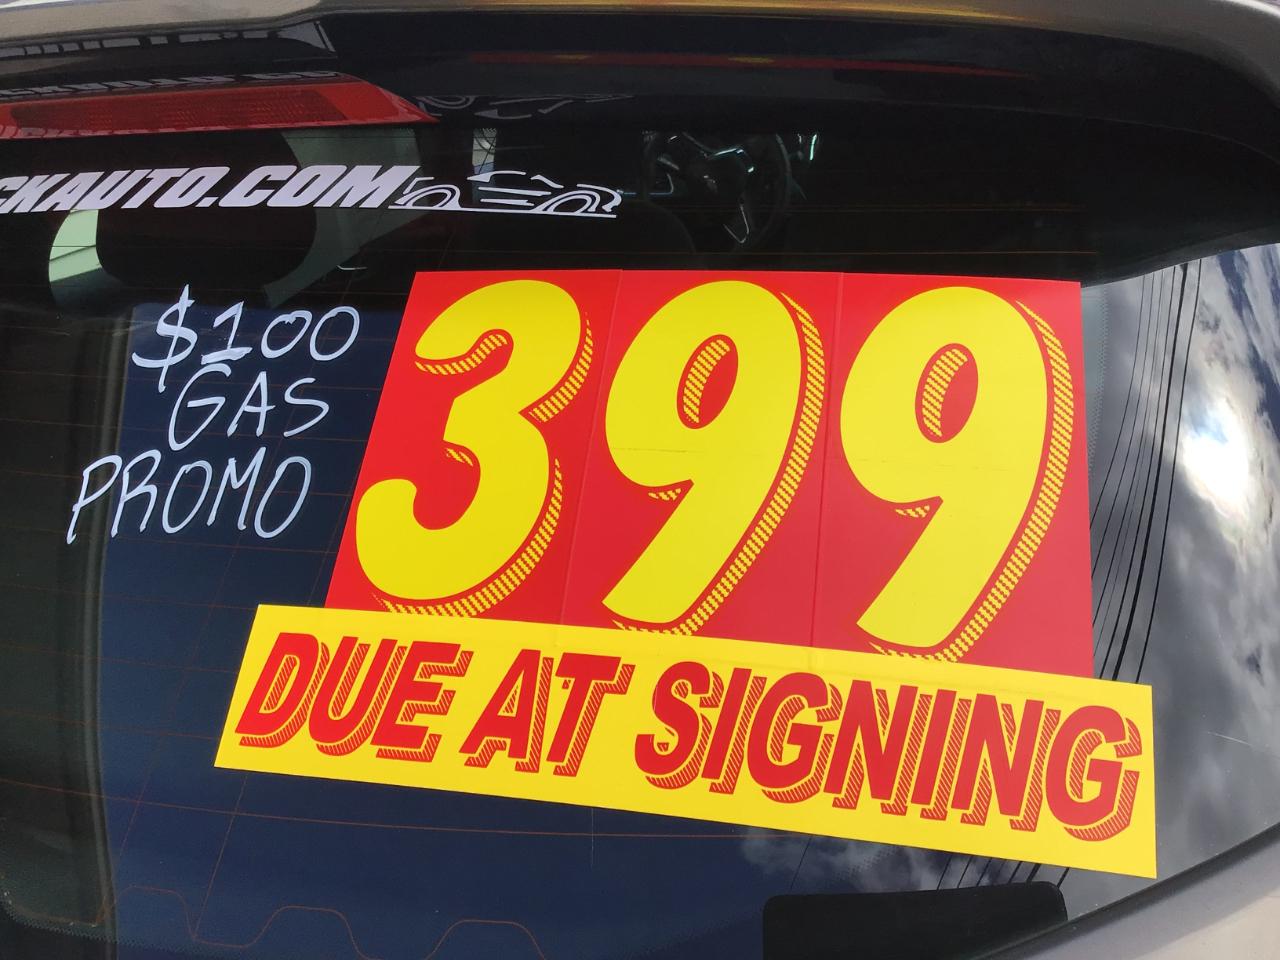 CKAUTO.COM
$100
GAS
PROMO
399
DUE AT SIGNING